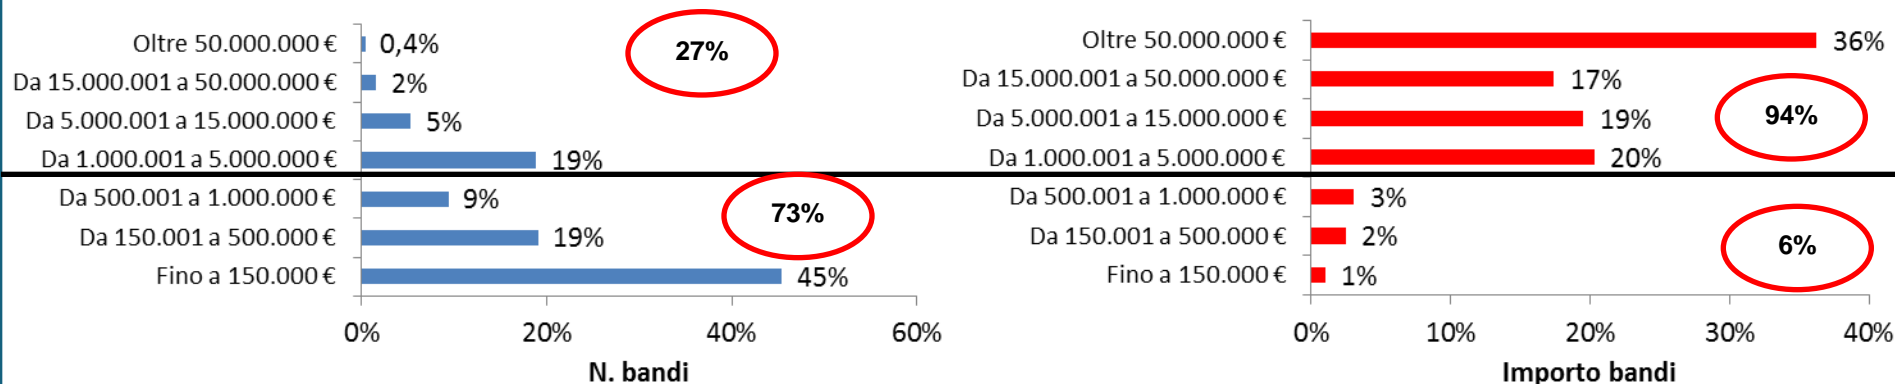 Oltre 50.000.000 € 0,4%
Da 15.000.001 a 50.000.000 € 2%
Da 5.000.001 a 15.000.000 € 5%
Da 1.000.001 a 5.000.000 € 19%
27%
Da 500.001 a 1.000.000 € 9%
Da 150.001 a 500.000 € 19%
Fino a 150.000 € 45%
73%
0% 20% 40% 60%
N. bandi
Oltre 50.000.000 € 36%
Da 15.000.001 a 50.000.000 € 17%
Da 5.000.001 a 15.000.000 € 19%
Da 1.000.001 a 5.000.000 € 20%
94%
Da 500.001 a 1.000.000 € 3%
Da 150.001 a 500.000 € 2%
Fino a 150.000 € 1%
6%
0% 10% 20% 30% 40%
Importo bandi